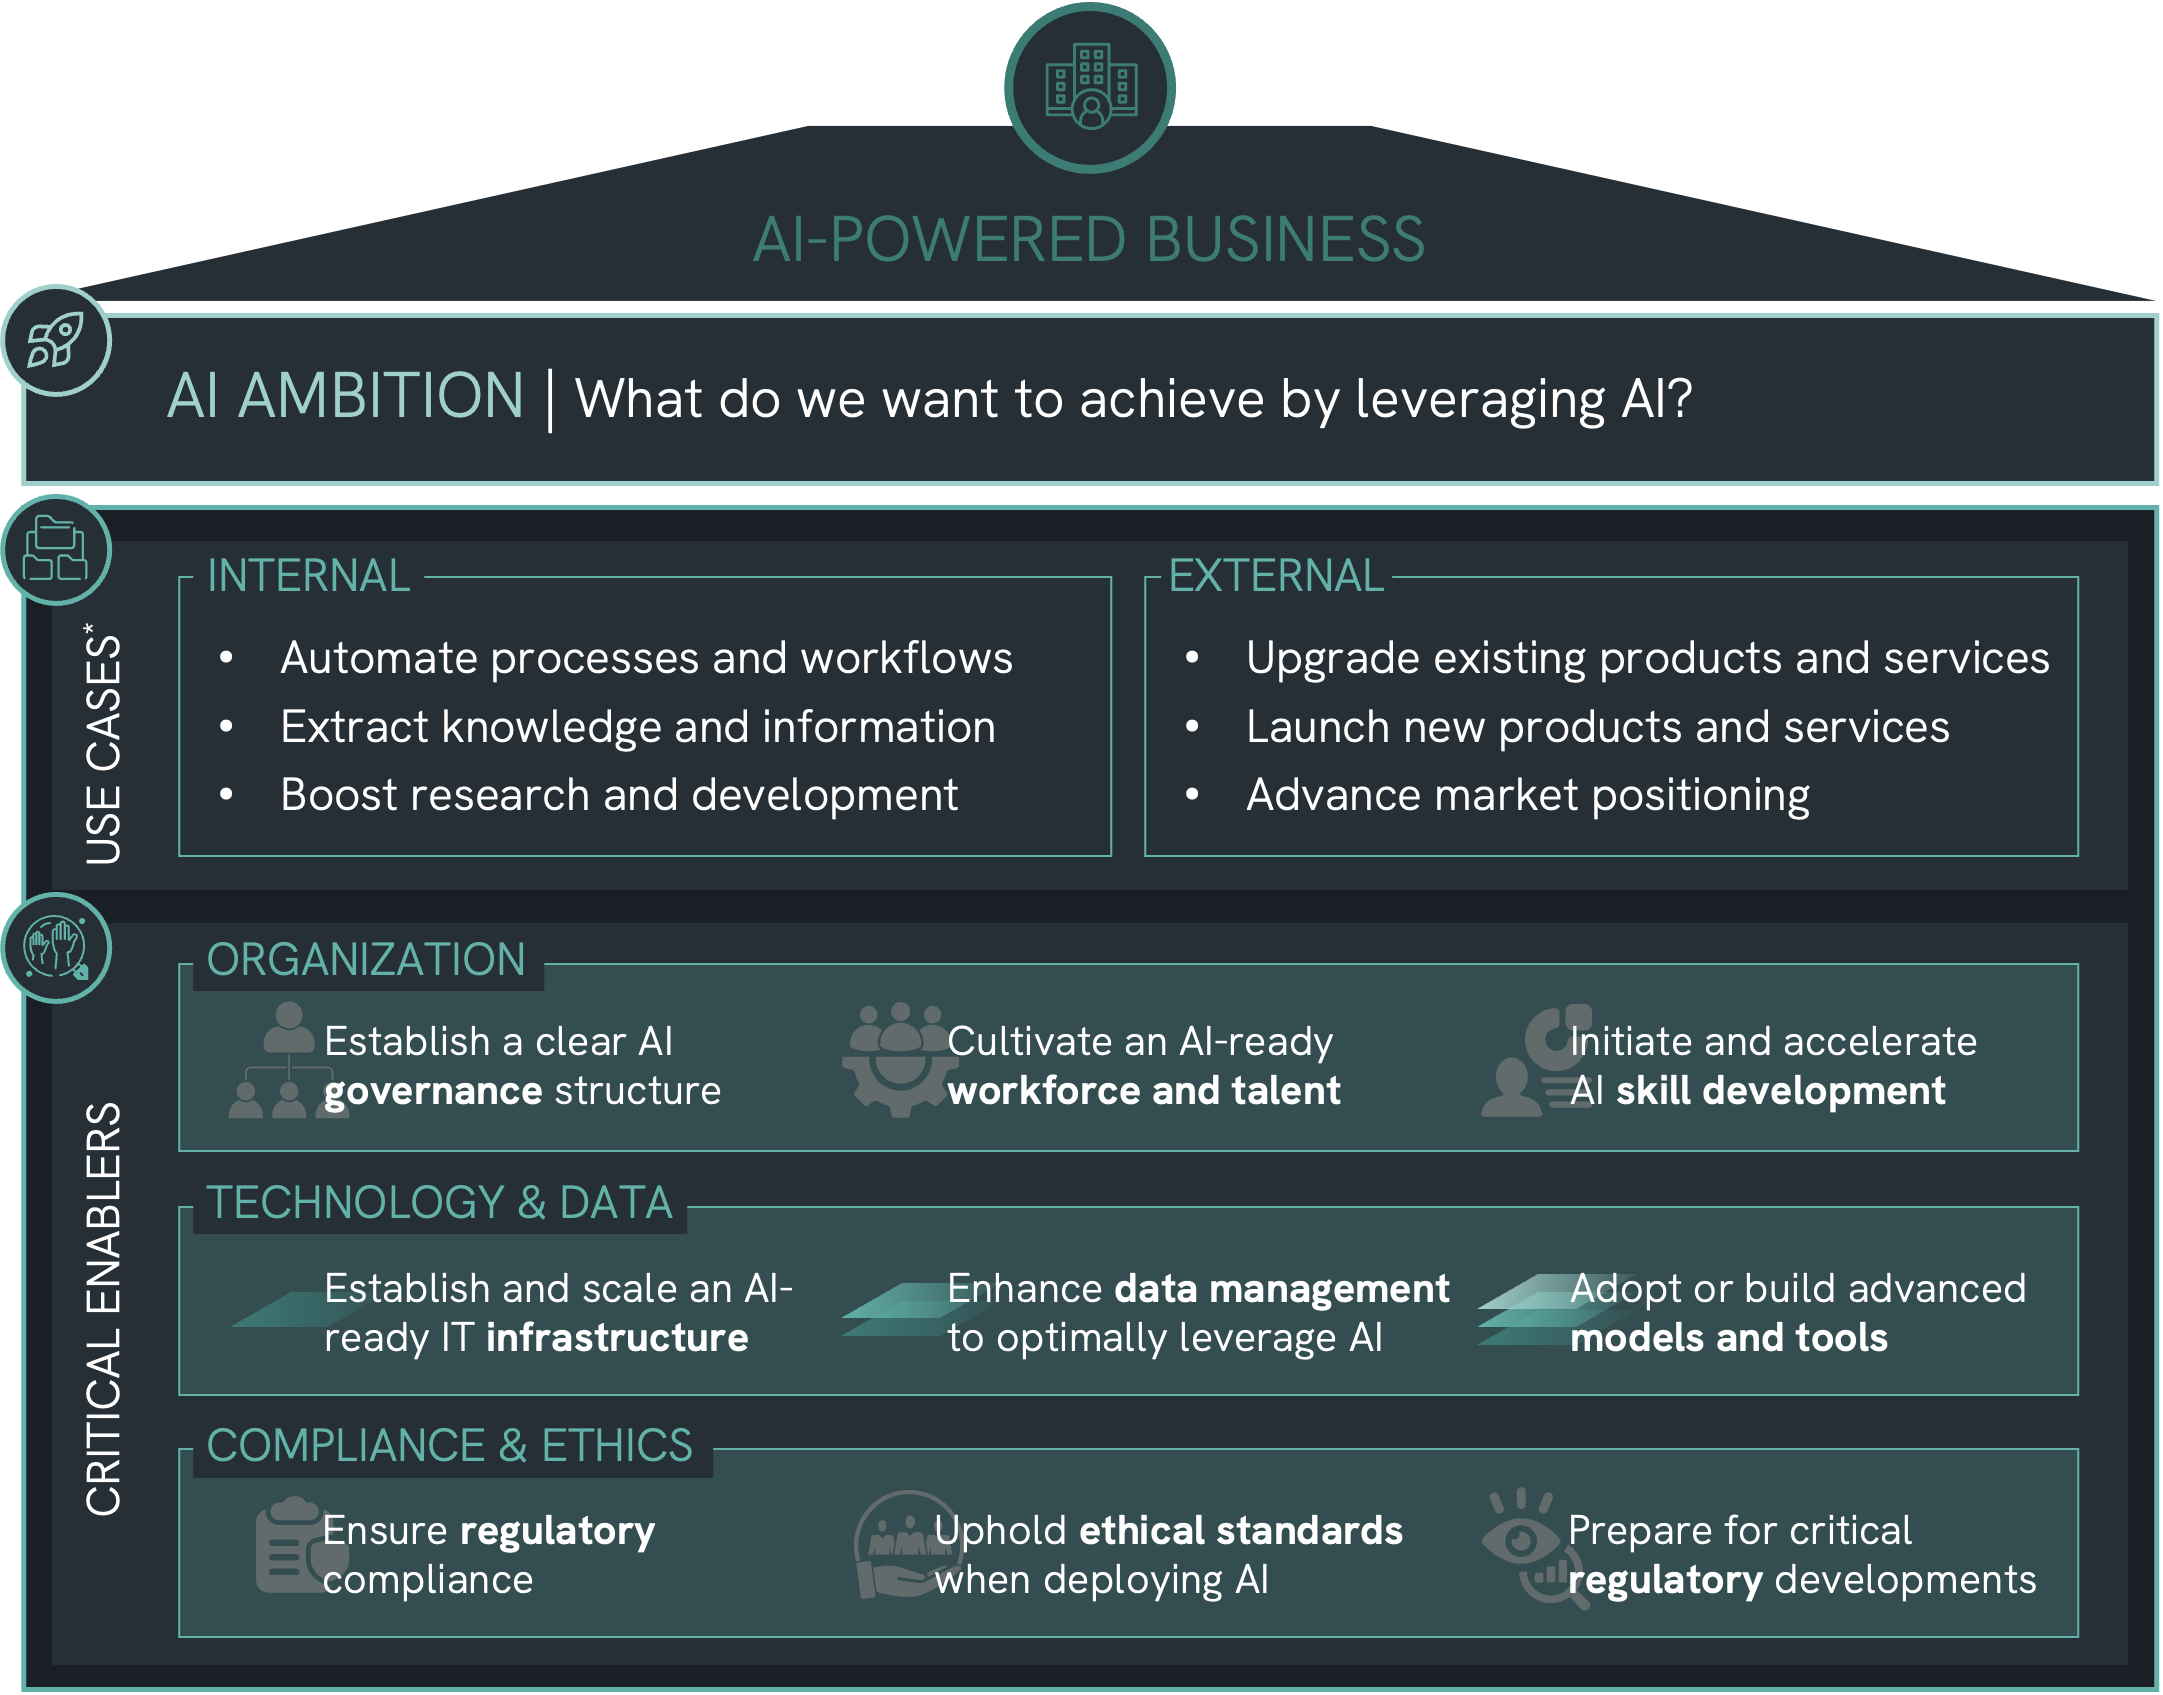 AI-POWERED BUSINESS
AI AMBITION | What do we want to achieve by leveraging AI?
USE CASES*
INTERNAL
• Automate processes and workflows
• Extract knowledge and information
• Boost research and development
EXTERNAL
• Upgrade existing products and services
• Launch new products and services
• Advance market positioning
CRITICAL ENABLERS
ORGANIZATION
Establish a clear AI
governance structure
Cultivate an AI-ready
workforce and talent
Initiate and accelerate
AI skill development
TECHNOLOGY & DATA
Establish and scale an AI-
ready IT infrastructure
Enhance data management
to optimally leverage AI
Adopt or build advanced
models and tools
COMPLIANCE & ETHICS
Ensure regulatory
compliance
Uphold ethical standards
when deploying AI
Prepare for critical
regulatory developments